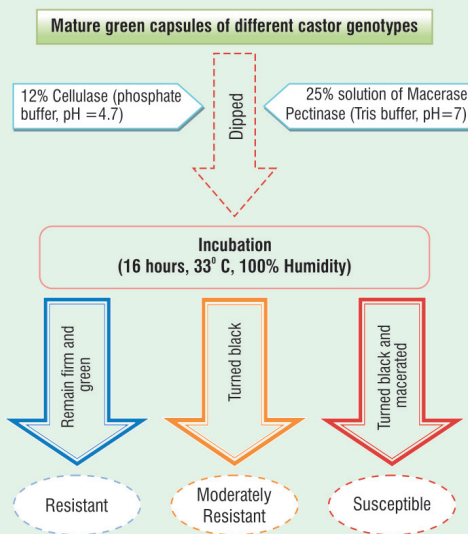 Mature green capsules of different castor genotypes
12% Cellulase (phosphate
buffer, pH =4.7)
Dipped
25% solution of Macerase
Pectinase (Tris buffer, pH=7)
Incubation
(16 hours, 33⁰ C, 100% Humidity)
Remain firm and
green
Turned black
Turned black and
macerated
Resistant
Moderately
Resistant
Susceptible